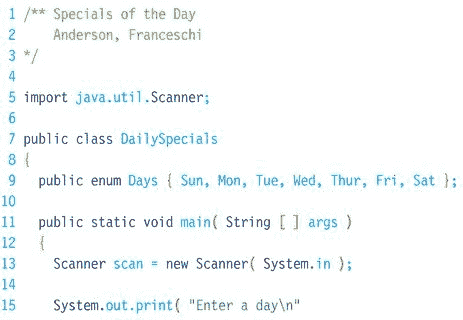 1 /** Specials of the Day
2     Anderson, Franceschi
3 */
4
5 import java.util.Scanner;
6
7 public class DailySpecials
8 {
9   public enum Days { Sun, Mon, Tue, Wed, Thur, Fri, Sat };
10
11   public static void main( String [ ] args )
12   {
13     Scanner scan = new Scanner( System.in );
14
15     System.out.print( "Enter a day\n"